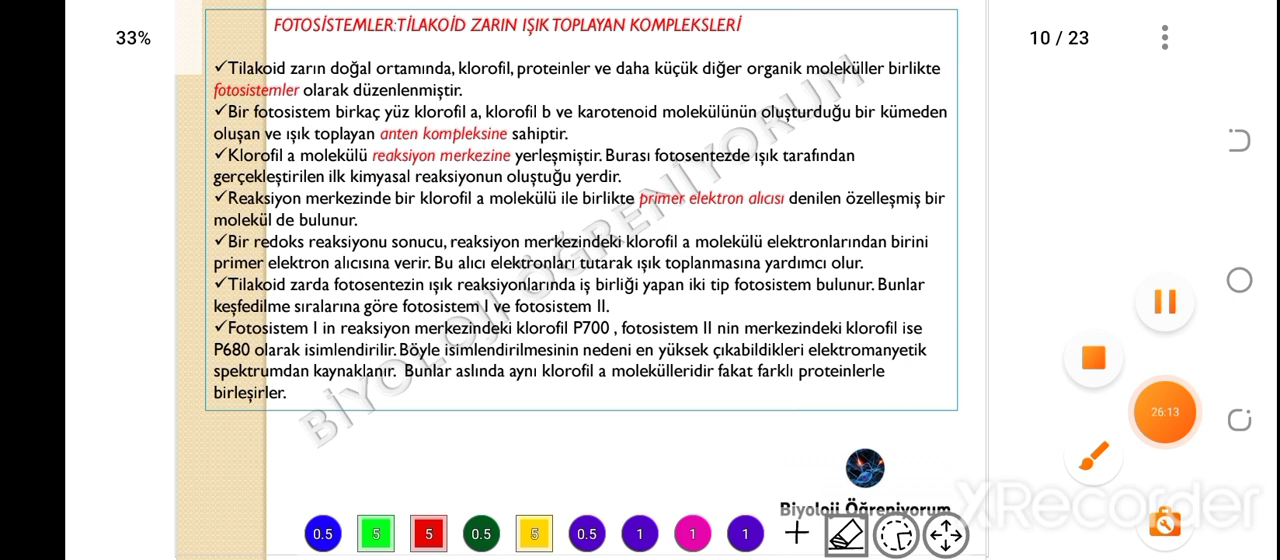 33%
10 / 23
FOTOSİSTEMLER:TİLAKOİD ZARIN IŞIK TOPLAYAN KOMPLEKSLERİ
✓Tilakoid zarın doğal ortamında, klorofil, proteinler ve daha küçük diğer organik moleküller birlikte
fotosistemler olarak düzenlenmiştir.
✓Bir fotosistem birkaç yüz klorofil a, klorofil b ve karotenoid molekülünün oluşturduğu bir kümeden
oluşan ve ışık toplayan anten kompleksine sahiptir.
✓Klorofil a molekülü reaksiyon merkezine yerleşmiştir. Burası fotosentezde ışık tarafından
gerçekleştirilen ilk kimyasal reaksiyonun oluştuğu yerdir.
✓Reaksiyon merkezinde bir klorofil a molekülü ile birlikte primer elektron alıcısı denilen özelleşmiş bir
molekül de bulunur.
✓Bir redoks reaksiyonu sonucu, reaksiyon merkezindeki klorofil a molekülü elektronlarından birini
primer elektron alıcısına verir. Bu alıcı elektronları tutarak ışık toplanmasına yardımcı olur.
✓Tilakoid zarda fotosentezin ışık reaksiyonlarında iş birliği yapan iki tip fotosistem bulunur. Bunlar
keşfedilme sıralarına göre fotosistem I ve fotosistem II.
✓Fotosistem I in reaksiyon merkezindeki klorofil P700 , fotosistem II nin merkezindeki klorofil ise
P680 olarak isimlendirilir. Böyle isimlendirilmesinin nedeni en yüksek çıkabildikleri elektromanyetik
spektrumdan kaynaklanır. Bunlar aslında aynı klorofil a molekülleridir fakat farklı proteinlerle
birleşirler.
BİYOLOJİ ÖĞRENİYORUM
26:13
Biyoloji Öğreniyorum
XRecorder
0.5 5 5 0.5 5 0.5 1 1 1